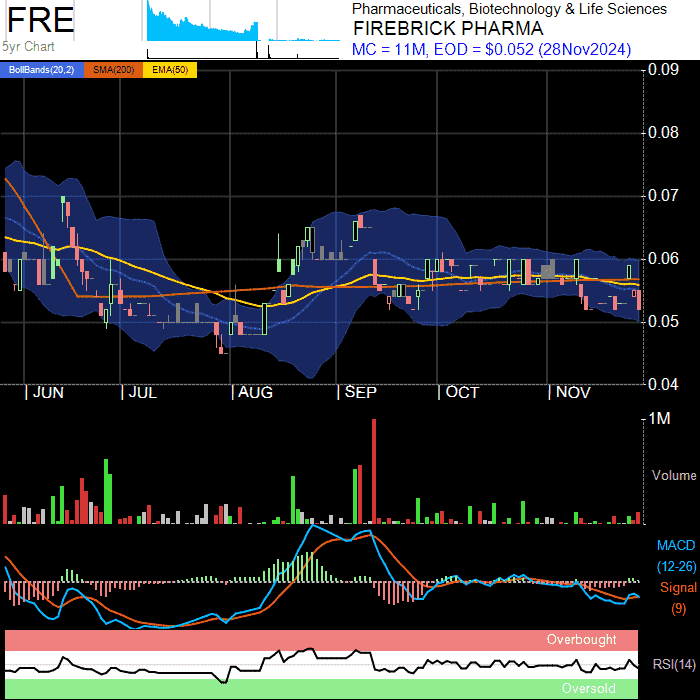 FRE
5yr Chart
Pharmaceuticals, Biotechnology & Life Sciences
FIREBRICK PHARMA
MC = 11M, EOD = $0.052 (28Nov2024)
BollBands(20,2) SMA(200) EMA(50)
0.09
0.08
0.07
0.06
0.05
0.04
JUN JUL AUG SEP OCT NOV
1M
Volume
MACD
(12-26)
Signal
(9)
Overbought
RSI(14)
Oversold